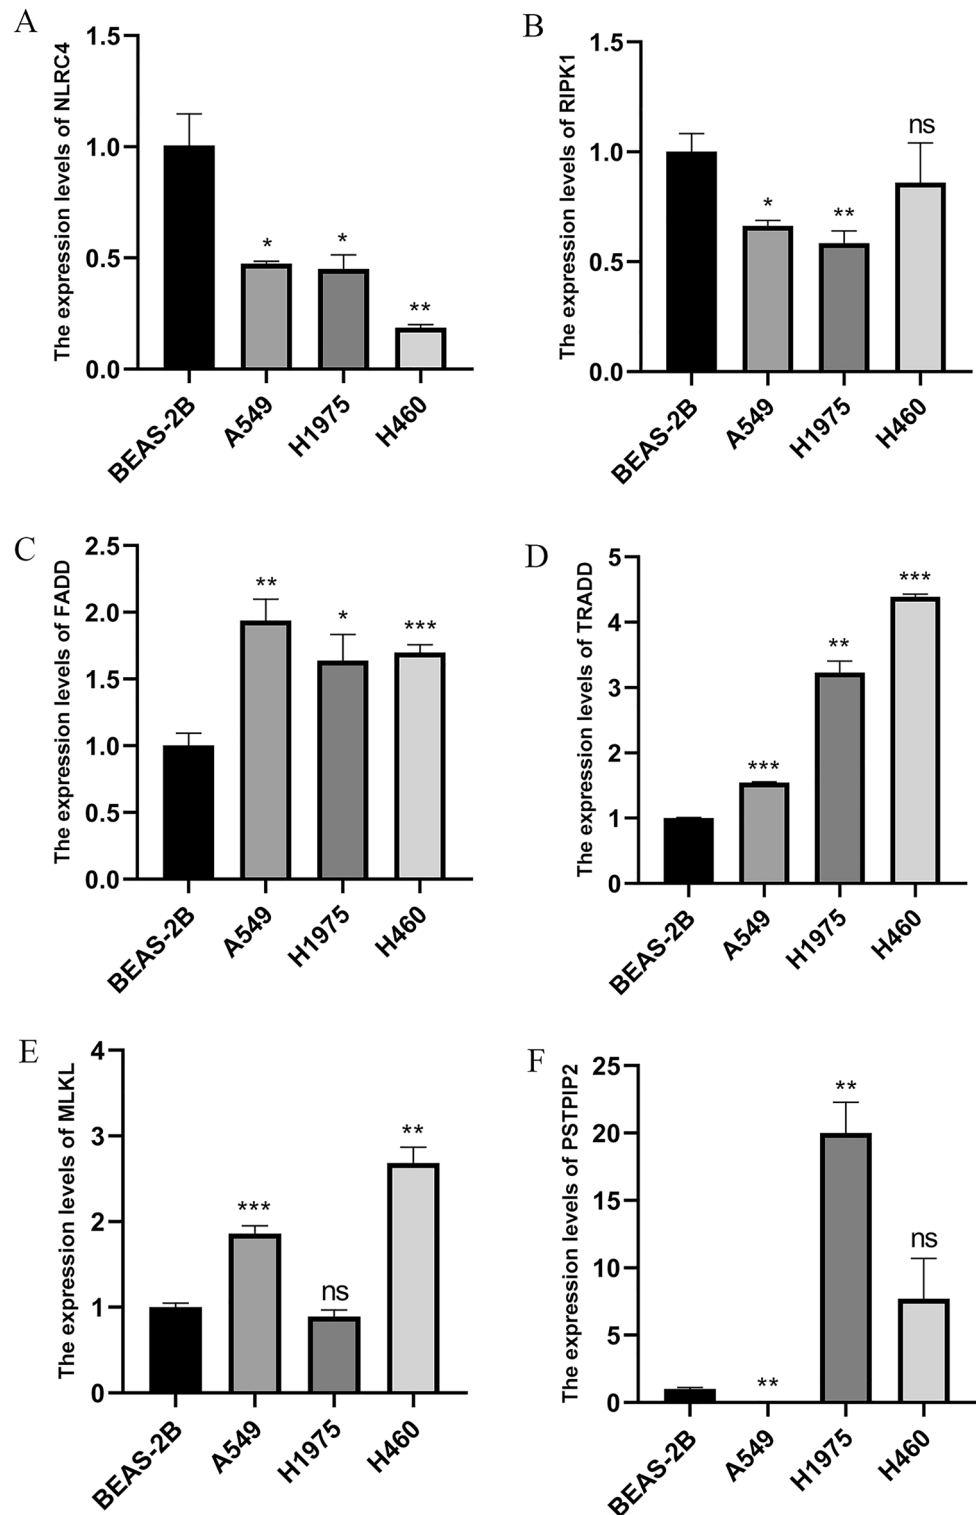 A
The expression levels of NLRC4
1.5
1.0
0.5
0.0
*
*
**
BEAS-2B
A549
H1975
H460
B
The expression levels of RIPK1
1.5
1.0
0.5
0.0
*
**
ns
BEAS-2B
A549
H1975
H460
C
The expression levels of FADD
2.5
2.0
1.5
1.0
0.5
0.0
**
*
***
BEAS-2B
A549
H1975
H460
D
The expression levels of TRADD
5
4
3
2
1
0
***
**
***
BEAS-2B
A549
H1975
H460
E
The expression levels of MLKL
4
3
2
1
0
***
ns
**
BEAS-2B
A549
H1975
H460
F
The expression levels of PSTPIP2
25
20
15
10
5
0
**
**
ns
BEAS-2B
A549
H1975
H460